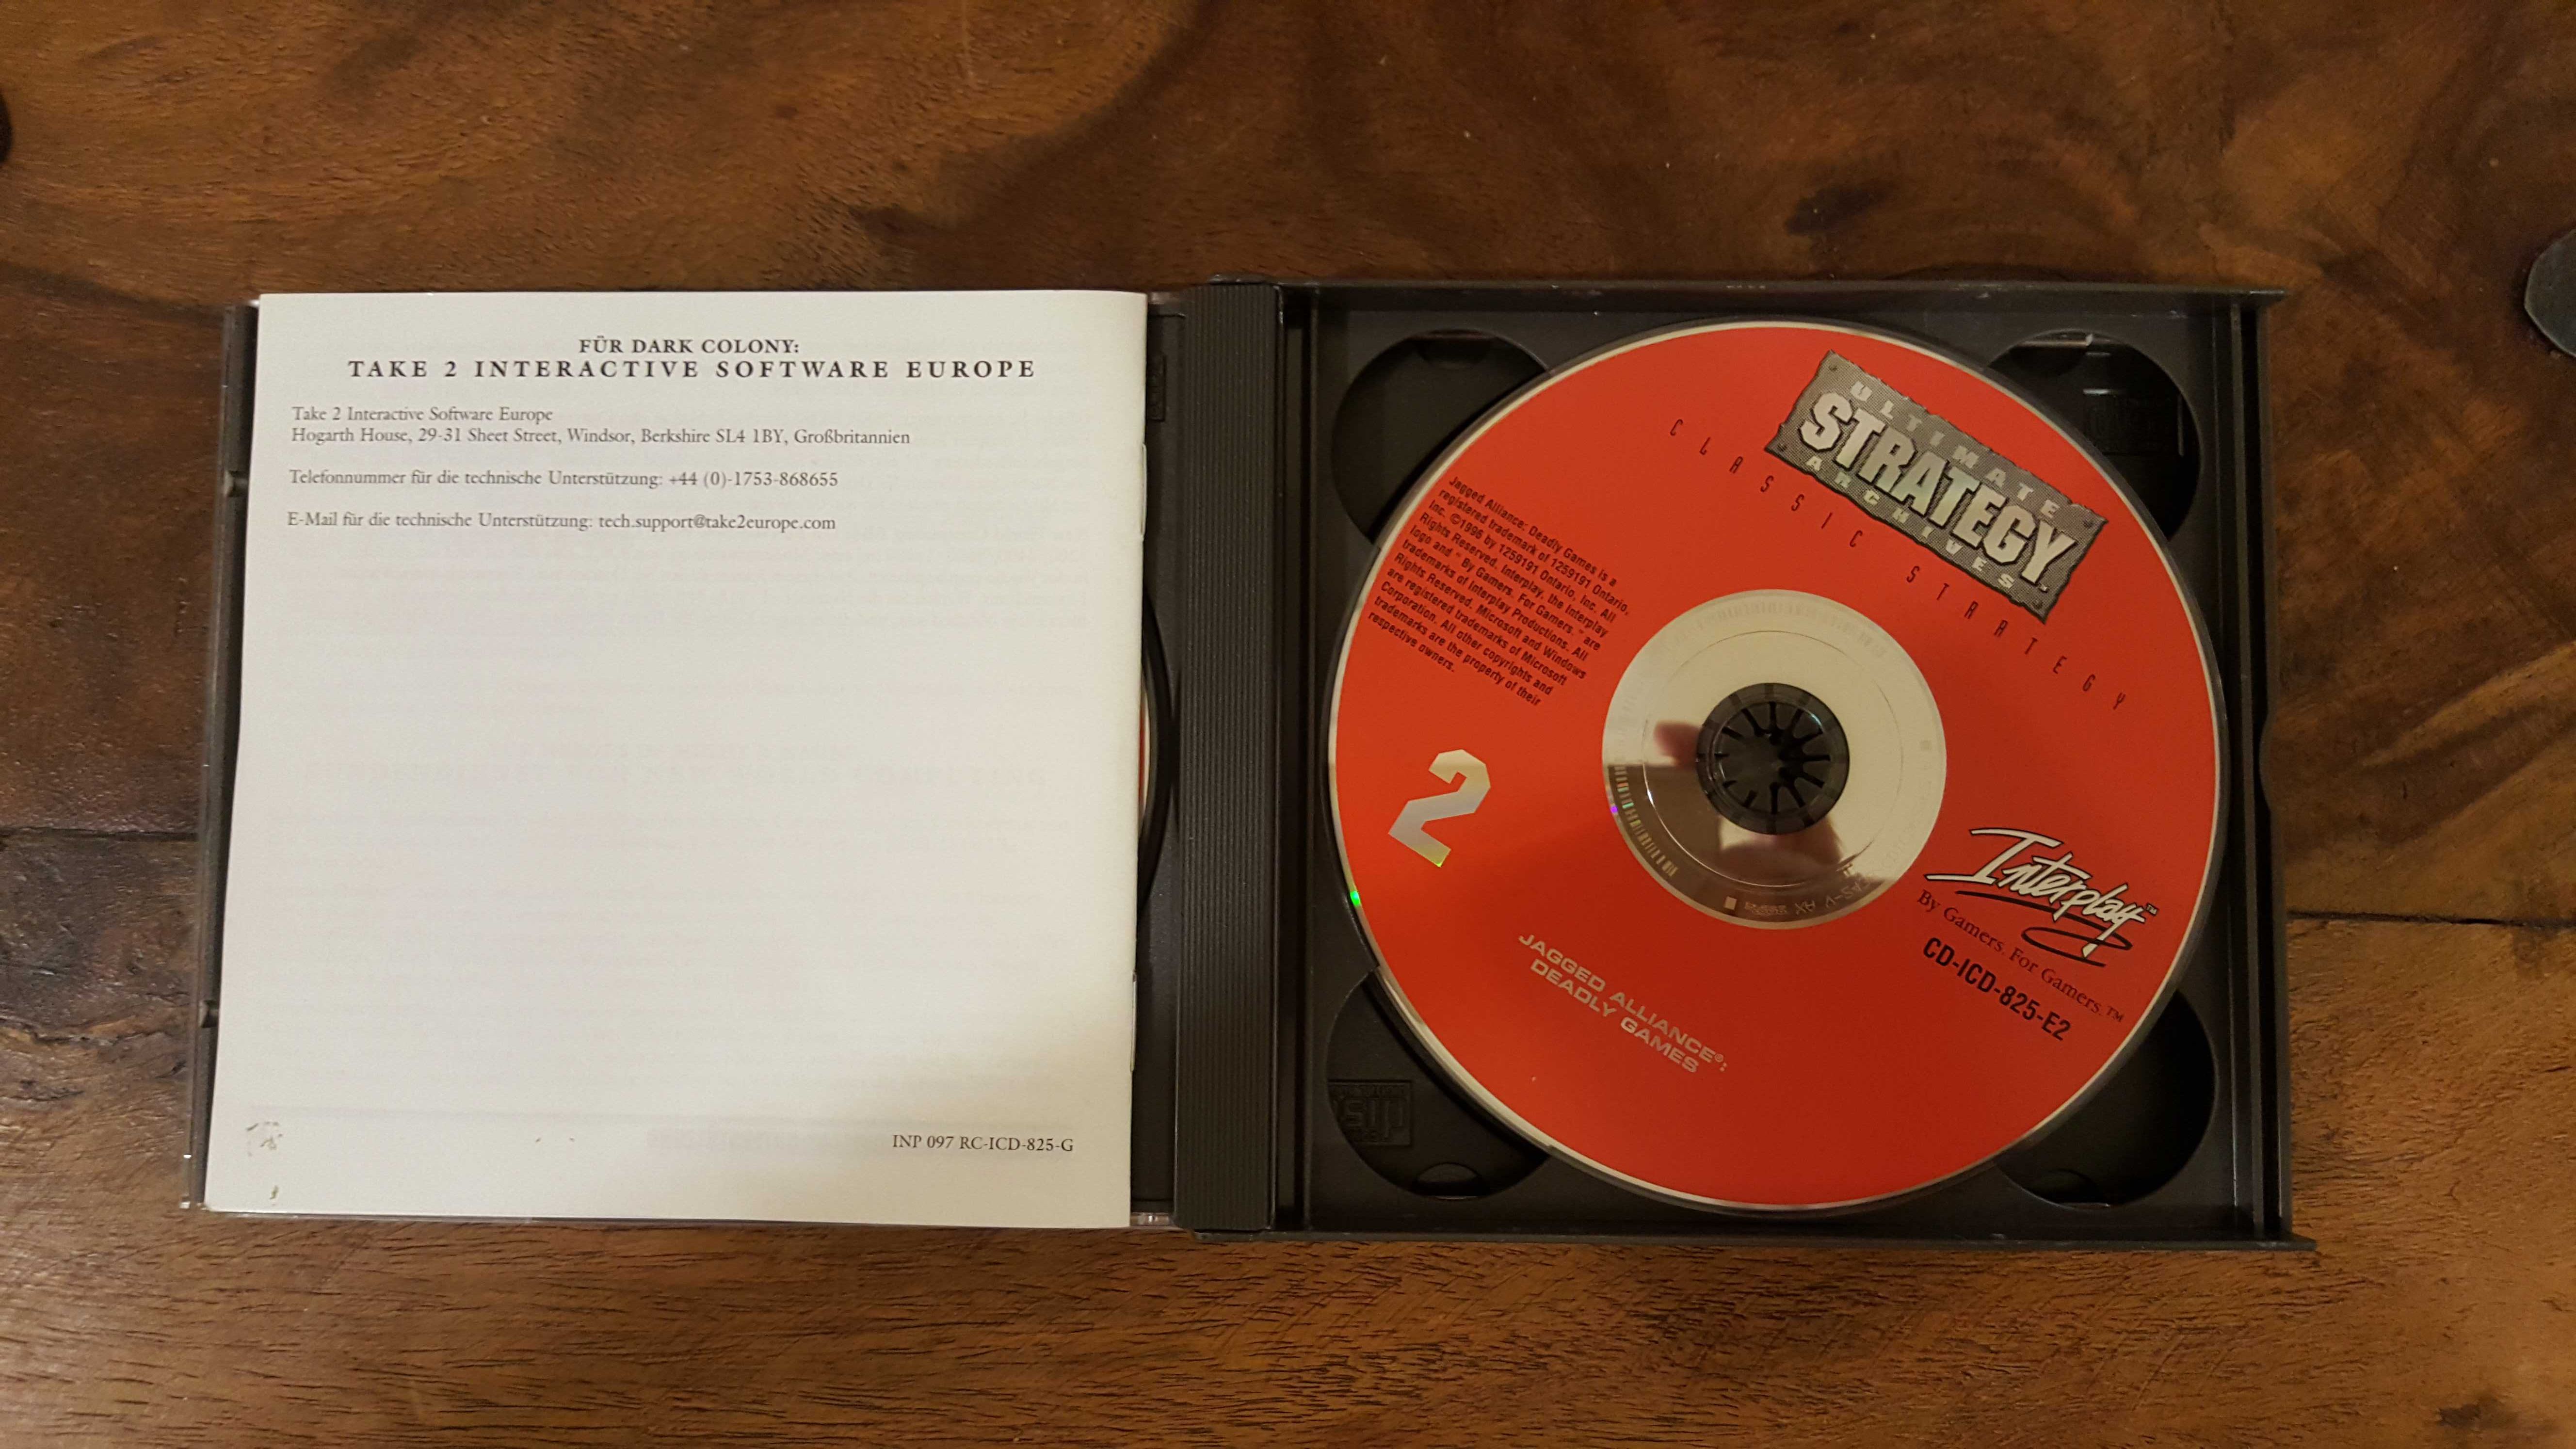 FÜR DARK COLONY:
TAKE 2 INTERACTIVE SOFTWARE EUROPE
Take 2 Interactive Software Europe
Hogarth House, 29-31 Sheet Street, Windsor, Berkshire SL4 1BY, Großbritannien
Telefonnummer für die technische Unterstützung: +44 (0)-1753-868655
E-Mail für die technische Unterstützung: tech.support@take2europe.com
INP 097 RC-ICD-825-G
ULTIMATE
STRATEGY
ARCHIVES
CLASSIC STRATEGY
Jagged Alliance: Deadly Games is a
registered trademark of 1259191 Ontario,
Inc. ©1996 by 1259191 Ontario, Inc. All
Rights Reserved. Interplay, the Interplay
logo and "By Gamers. For Gamers." are
trademarks of Interplay Productions. All
Rights Reserved. Microsoft and Windows
are registered trademarks of Microsoft
Corporation. All other copyrights and
trademarks are the property of their
respective owners.
2
Interplay™
By Gamers. For Gamers.™
CD-ICD-825-E2
JAGGED ALLIANCE®:
DEADLY GAMES